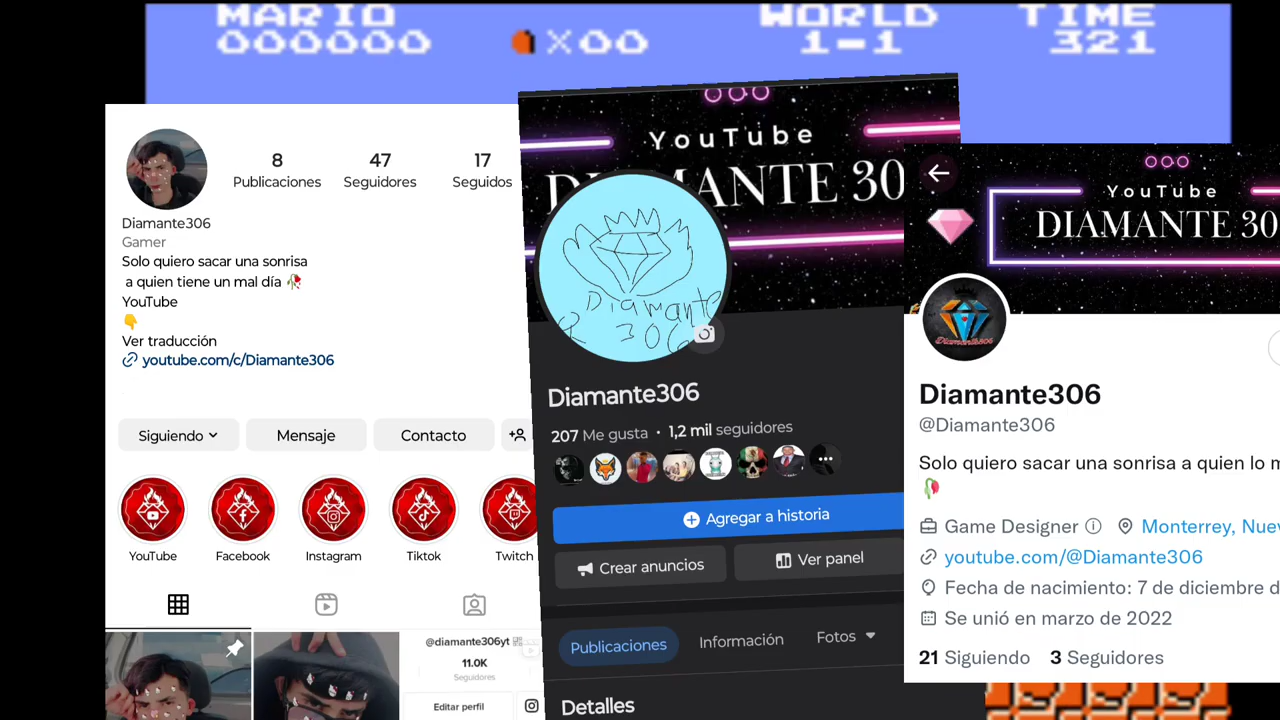 MARIO
000000
×00
WORLD
1-1
TIME
321
8
Publicaciones
47
Seguidores
17
Seguidos
Diamante306
Gamer
Solo quiero sacar una sonrisa
a quien tiene un mal día 🥀
YouTube
👇
Ver traducción
youtube.com/c/Diamante306
Siguiendo
Mensaje
Contacto
YouTube
Facebook
Instagram
Tiktok
Twitch
@diamante306yt
11.0K
Seguidores
Editar perfil
YouTube
DIAMANTE 30
Diamante
306
Diamante306
207 Me gusta • 1,2 mil seguidores
Agregar a historia
Crear anuncios
Ver panel
Publicaciones
Información
Fotos
Detalles
YouTube
DIAMANTE 30
Diamante306
Diamante306
@Diamante306
Solo quiero sacar una sonrisa a quien lo m
🥀
Game Designer
Monterrey, Nuev
youtube.com/@Diamante306
Fecha de nacimiento: 7 de diciembre d
Se unió en marzo de 2022
21 Siguiendo
3 Seguidores